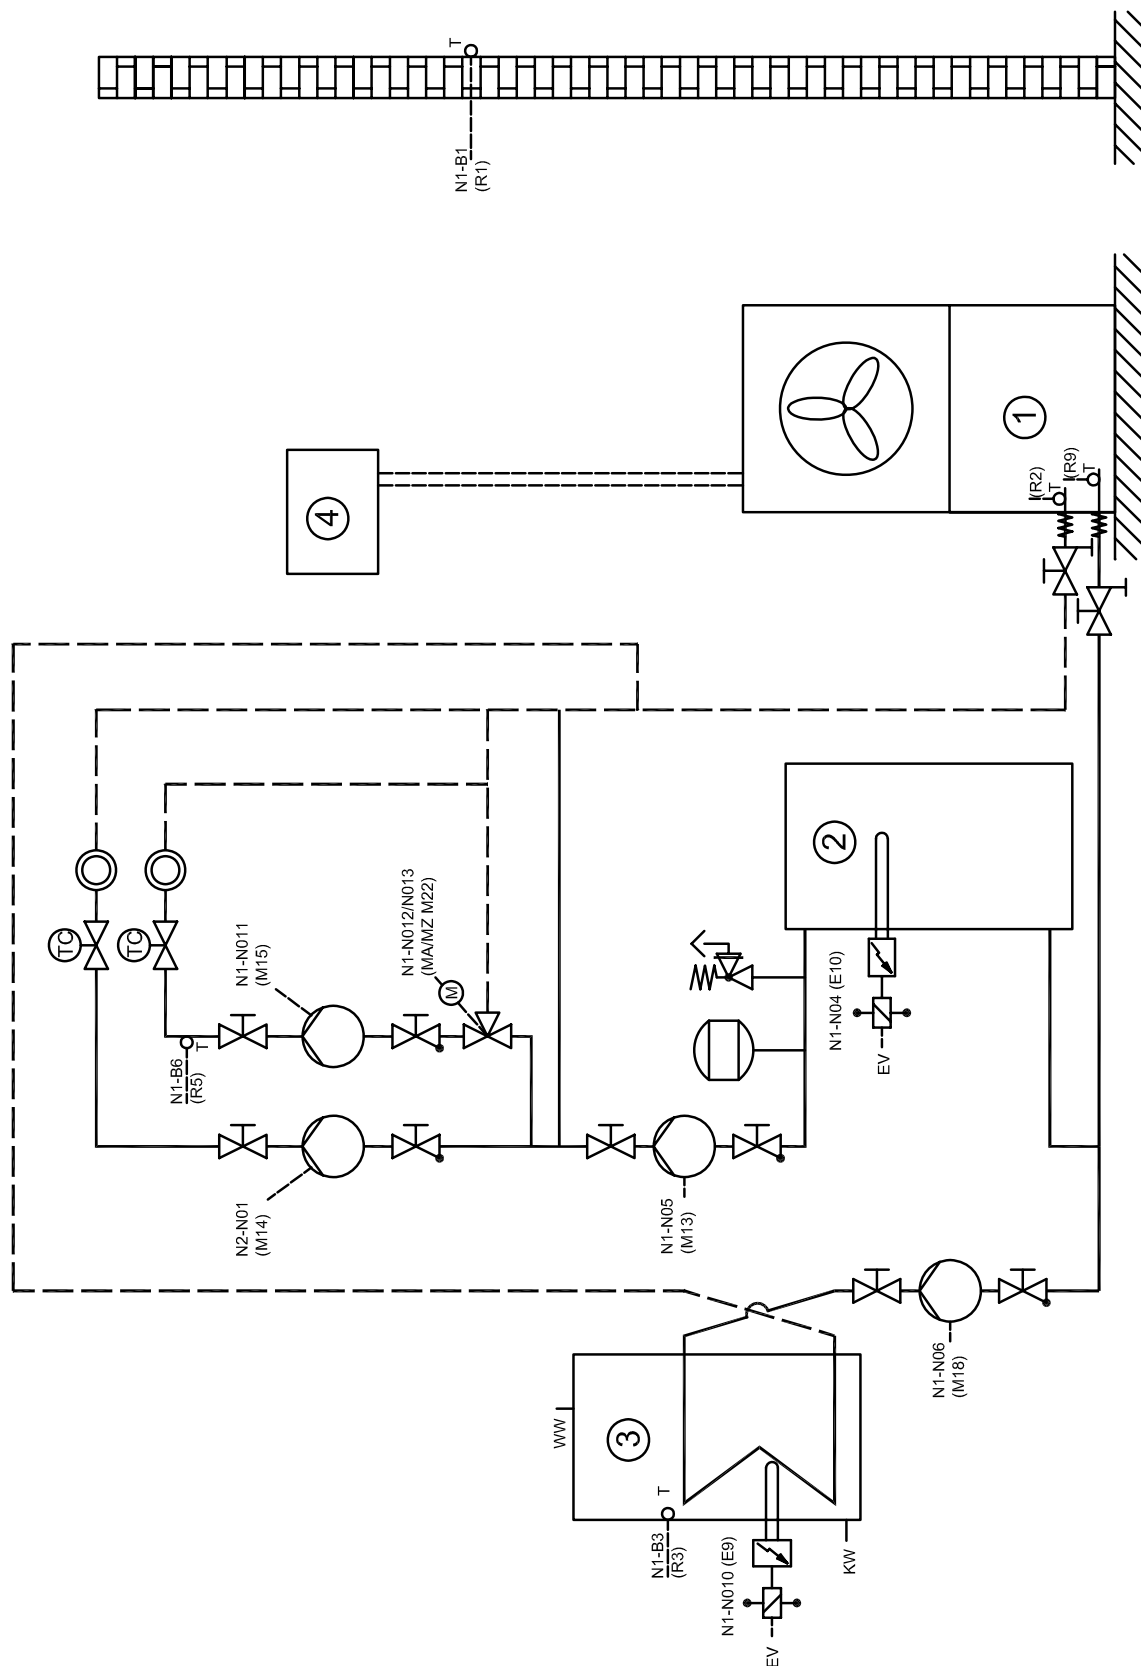 T
N1-B1
(R1)
4
1
(R2)
T
(R9)
T
TC
TC
N1-N011
(M15)
N1-N012/N013
(MA/MZ M22)
M
N1-B6
(R5)
T
N2-N01
(M14)
2
N1-N04 (E10)
EV
N1-N05
(M13)
N1-N06
(M18)
WW
3
T
N1-B3
(R3)
N1-N010 (E9)
KW
EV